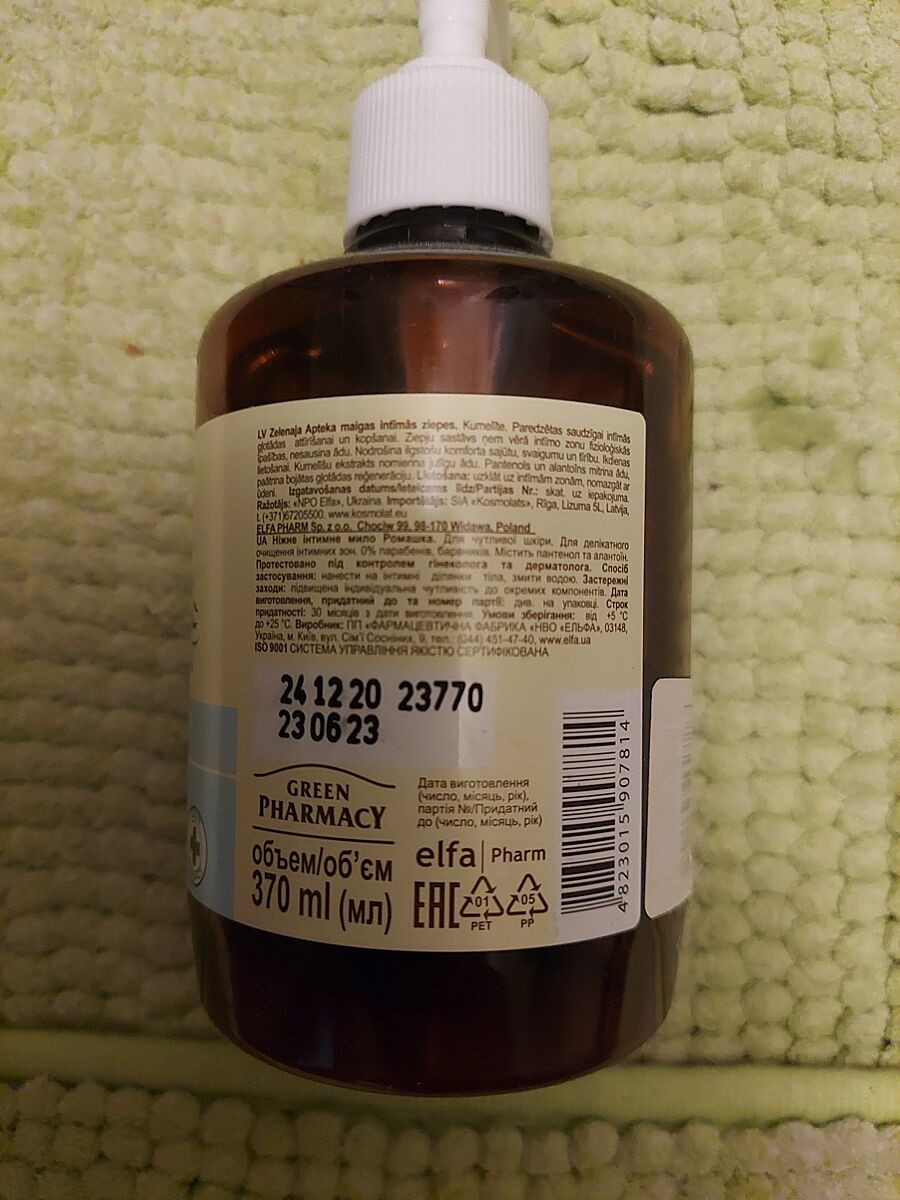 LV Zelenaja Apteka maigas intīmās ziepes. Kumelīte. Paredzētas saudzīgai intīmās
gļotādas attīrīšanai un kopšanai. Ziepju sastāvs ņem vērā intīmo zonu fizioloģiskās
īpašības, nesausina ādu. Nodrošina ilgstošu komforta sajūtu, svaigumu un tīrību. Ikdienas
lietošanai. Kumelīšu ekstrakts nomierina jutīgu ādu. Pantenols un alantoīns mitrina ādu,
paātrina bojātas gļotādas reģenerāciju. Lietošana: uzklāt uz intīmām zonām, nomazgāt ar
ūdeni. Izgatavošanas datums/Ieteicams līdz/Partijas Nr.: skat. uz iepakojuma.
Ražotājs: «NPO Elfa», Ukraina. Importētājs: SIA «Kosmolats», Rīga, Lizuma 5L, Latvija,
t. (+371)67205500. www.kosmolat.eu
ELFA PHARM Sp. z o.o. Chociw 99, 98-170 Widawa, Poland
UA Ніжне інтимне мило Ромашка. Для чутливої шкіри. Для делікатного
очищення інтимних зон. 0% парабенів, барвників. Містить пантенол та алантоїн.
Протестовано під контролем гінеколога та дерматолога. Спосіб
застосування: нанести на інтимні ділянки тіла, змити водою. Застережні
заходи: підвищена індивідуальна чутливість до окремих компонентів. Дата
виготовлення, придатний до та номер партії: див. на упаковці. Строк
придатності: 30 місяців з дати виготовлення. Умови зберігання: від +5 °C
до +25 °C. Виробник: ПП «ФАРМАЦЕВТИЧНА ФАБРИКА «НВО «ЕЛЬФА», 03148,
Україна, м. Київ, вул. Сім'ї Сосніних, 9, тел.: (044) 451-47-40, www.elfa.ua
ISO 9001 СИСТЕМА УПРАВЛІННЯ ЯКІСТЮ СЕРТИФІКОВАНА
24 12 20 23770
23 06 23
GREEN
PHARMACY
Дата виготовлення
(число, місяць, рік),
партія №/Придатний
до (число, місяць, рік)
объем/об'єм
370 ml (мл)
elfa | Pharm
EAC 01 05
PET PP
4 823015 907814